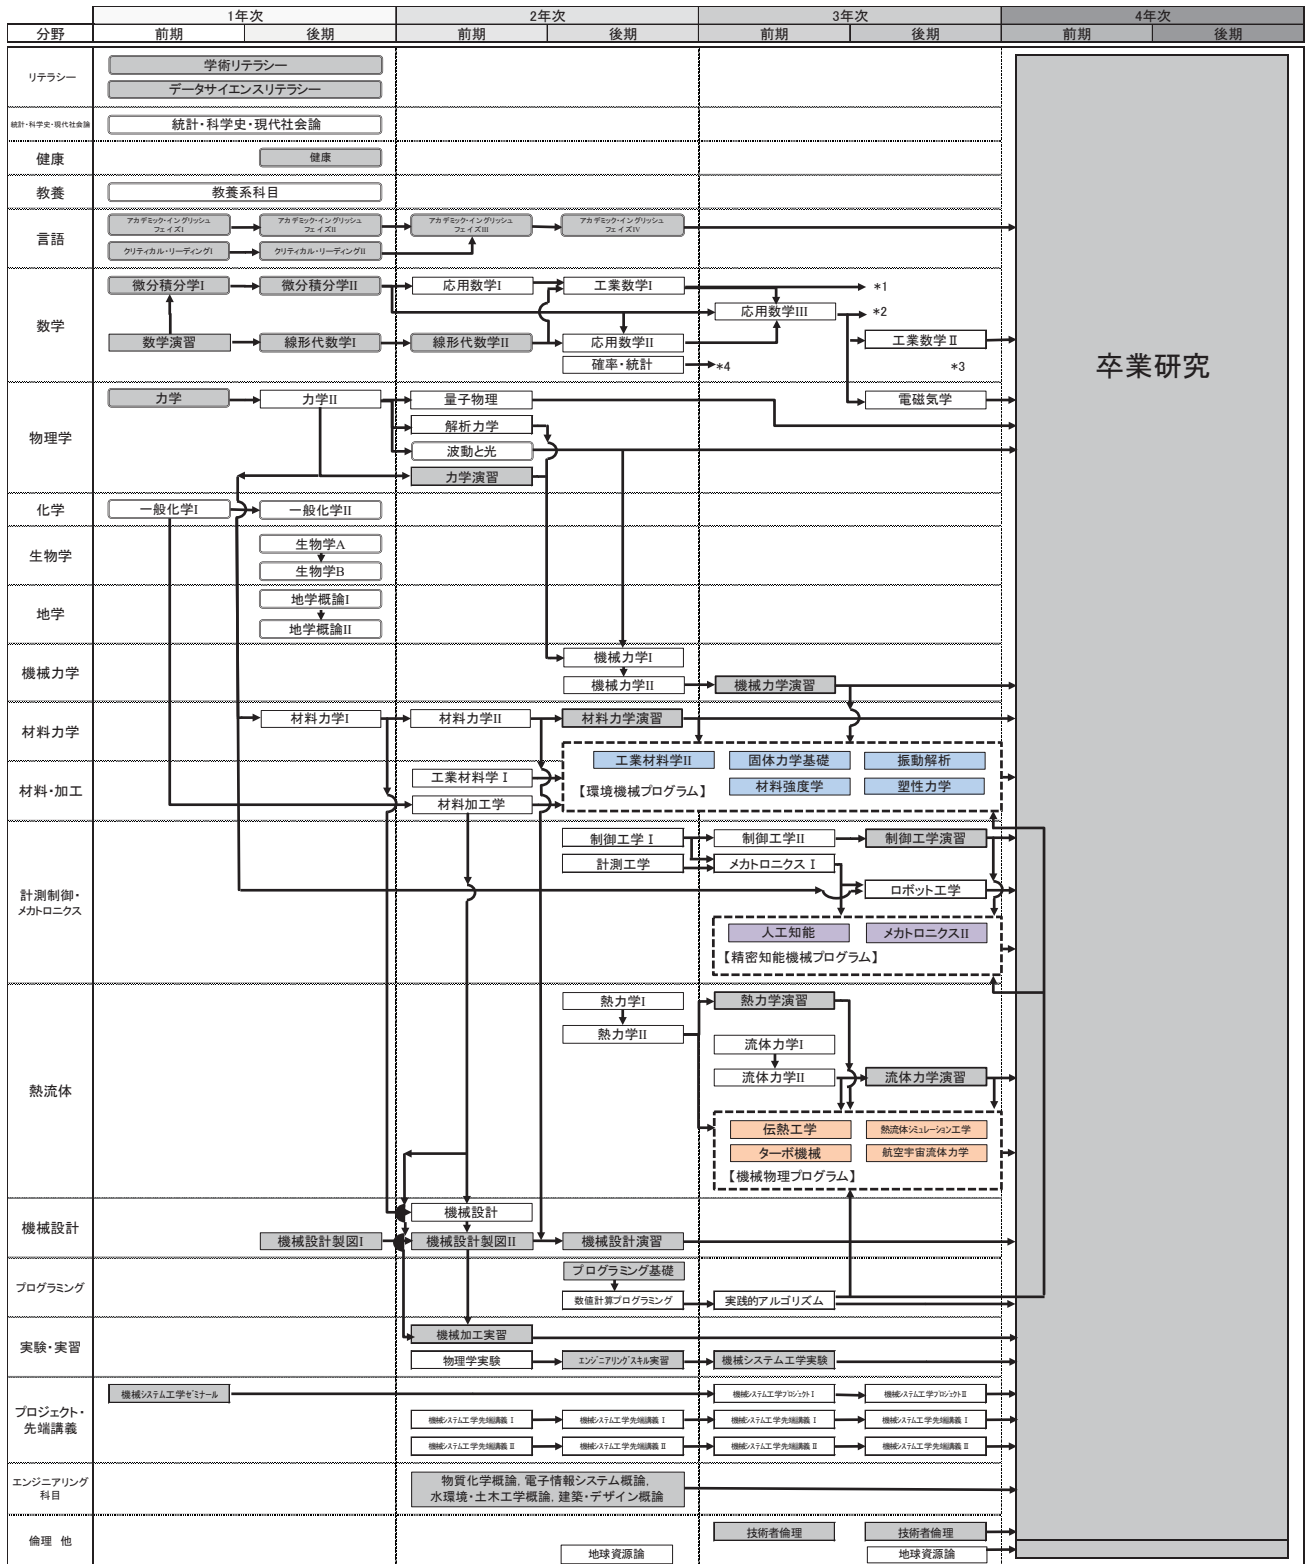 1年次 2年次 3年次 4年次
分野 前期 後期 前期 後期 前期 後期 前期 後期
リテラシー 学術リテラシー
データサイエンスリテラシー
統計・科学史・現代社会論 統計・科学史・現代社会論
健康 健康
教養 教養系科目
言語
アカデミック・イングリッシュ フェイズI アカデミック・イングリッシュ フェイズII アカデミック・イングリッシュ フェイズIII アカデミック・イングリッシュ フェイズIV
クリティカル・リーディングI クリティカル・リーディングII
数学
微分積分学I 微分積分学II 応用数学I 工業数学I *1
応用数学III *2
数学演習 線形代数学I 線形代数学II 応用数学II 工業数学Ⅱ
確率・統計 *4 *3
卒業研究
物理学
力学 力学II 量子物理 電磁気学
解析力学
波動と光
力学演習
化学 一般化学I 一般化学II
生物学 生物学A
生物学B
地学 地学概論I
地学概論II
機械力学 機械力学I
機械力学II 機械力学演習
材料力学 材料力学I 材料力学II 材料力学演習
工業材料学II 固体力学基礎 振動解析
材料・加工 工業材料学Ⅰ 【環境機械プログラム】 材料強度学 塑性力学
材料加工学
計測制御・
メカトロニクス
制御工学Ⅰ 制御工学II 制御工学演習
計測工学 メカトロニクスⅠ
ロボット工学
人工知能 メカトロニクスII
【精密知能機械プログラム】
熱流体
熱力学I 熱力学演習
熱力学II
流体力学I
流体力学II 流体力学演習
伝熱工学 熱流体シミュレーション工学
ターボ機械 航空宇宙流体力学
【機械物理プログラム】
機械設計 機械設計
機械設計製図I 機械設計製図II 機械設計演習
プログラミング プログラミング基礎
数値計算プログラミング 実践的アルゴリズム
実験・実習 機械加工実習
物理学実験 エンジニアリングスキル実習 機械システム工学実験
プロジェクト・
先端講義
機械システム工学ゼミナール 機械システム工学プロジェクトⅠ 機械システム工学プロジェクトⅡ
機械システム工学先端講義Ⅰ 機械システム工学先端講義Ⅰ 機械システム工学先端講義Ⅰ 機械システム工学先端講義Ⅰ
機械システム工学先端講義Ⅱ 機械システム工学先端講義Ⅱ 機械システム工学先端講義Ⅱ 機械システム工学先端講義Ⅱ
エンジニアリング
科目
物質化学概論, 電子情報システム概論,
水環境・土木工学概論, 建築・デザイン概論
倫理 他 技術者倫理 技術者倫理
地球資源論 地球資源論